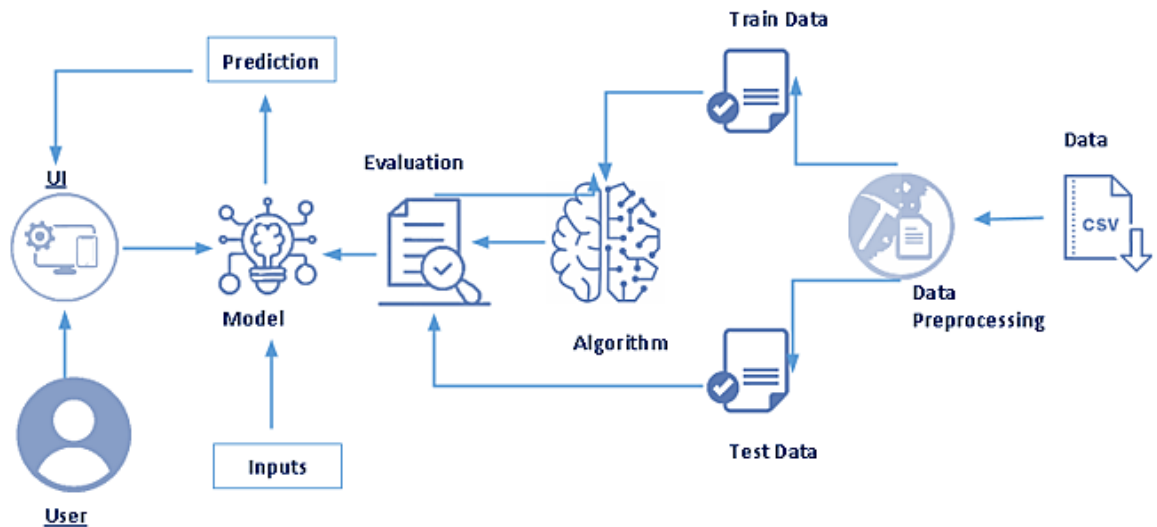 Train Data
Prediction
Data
Evaluation
UI
CSV
Data
Preprocessing
Model
Algorithm
Test Data
Inputs
User